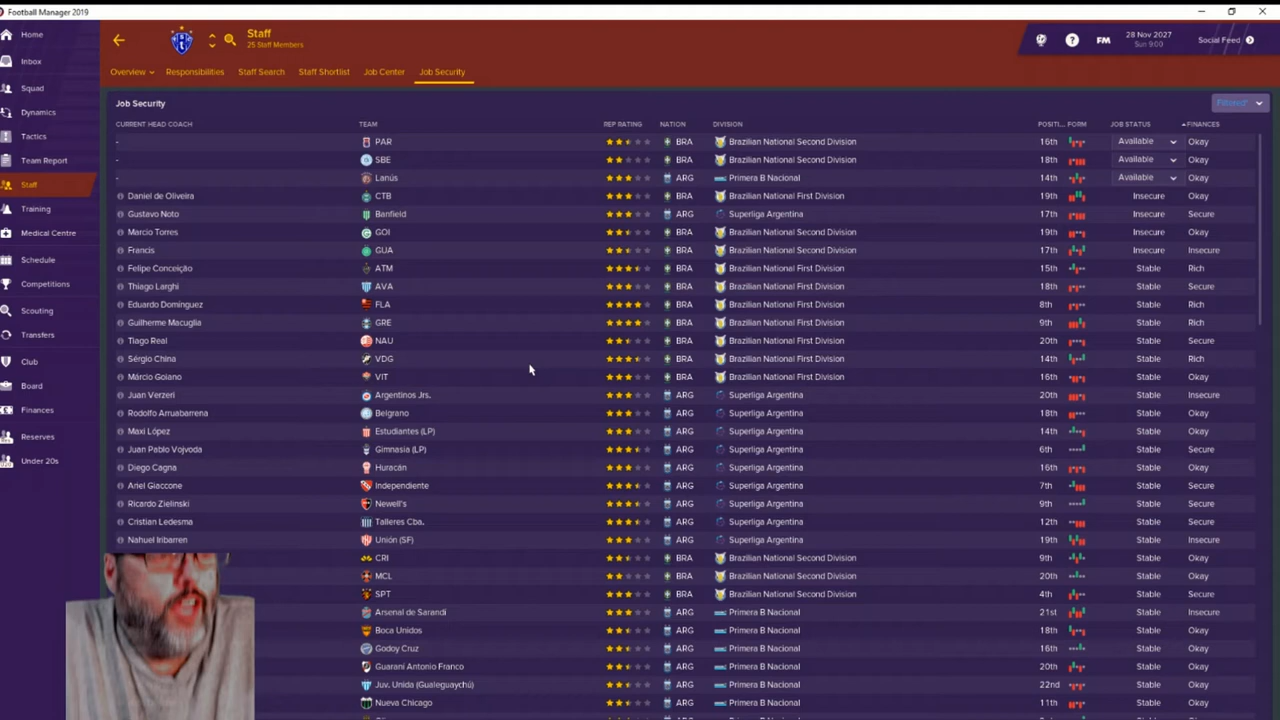 Football Manager 2019
Home
Inbox
Squad
Dynamics
Tactics
Team Report
Staff
Training
Medical Centre
Schedule
Competitions
Scouting
Transfers
Club
Board
Finances
Reserves
Under 20s
Staff
25 Staff Members
? FM 28 Nov 2027 Sun 9:00 Social Feed
Overview Responsibilities Staff Search Staff Shortlist Job Center Job Security
Job Security Filtered
CURRENT HEAD COACH TEAM REP RATING NATION DIVISION POSITI... FORM JOB STATUS FINANCES
- PAR BRA Brazilian National Second Division 16th Available Okay
- SBE BRA Brazilian National Second Division 18th Available Okay
- Lanús ARG Primera B Nacional 14th Available Okay
Daniel de Oliveira CTB BRA Brazilian National First Division 19th Insecure Okay
Gustavo Noto Banfield ARG Superliga Argentina 17th Insecure Secure
Marcio Torres GOI BRA Brazilian National Second Division 19th Insecure Okay
Francis GUA BRA Brazilian National Second Division 17th Insecure Insecure
Felipe Conceição ATM BRA Brazilian National First Division 15th Stable Rich
Thiago Larghi AVA BRA Brazilian National First Division 18th Stable Secure
Eduardo Domínguez FLA BRA Brazilian National First Division 8th Stable Rich
Guilherme Macuglia GRE BRA Brazilian National First Division 9th Stable Rich
Tiago Real NAU BRA Brazilian National First Division 20th Stable Secure
Sérgio China VDG BRA Brazilian National First Division 14th Stable Rich
Márcio Goiano VIT BRA Brazilian National First Division 16th Stable Okay
Juan Verzeri Argentinos Jrs. ARG Superliga Argentina 20th Stable Insecure
Rodolfo Arruabarrena Belgrano ARG Superliga Argentina 18th Stable Okay
Maxi López Estudiantes (LP) ARG Superliga Argentina 14th Stable Okay
Juan Pablo Vojvoda Gimnasia (LP) ARG Superliga Argentina 6th Stable Secure
Diego Cagna Huracán ARG Superliga Argentina 16th Stable Okay
Ariel Giaccone Independiente ARG Superliga Argentina 7th Stable Secure
Ricardo Zielinski Newell's ARG Superliga Argentina 9th Stable Secure
Cristian Ledesma Talleres Cba. ARG Superliga Argentina 12th Stable Secure
Nahuel Iribarren Unión (SF) ARG Superliga Argentina 19th Stable Insecure
CRI BRA Brazilian National Second Division 9th Stable Okay
MCL BRA Brazilian National Second Division 20th Stable Okay
SPT BRA Brazilian National Second Division 4th Stable Secure
Arsenal de Sarandí ARG Primera B Nacional 21st Stable Insecure
Boca Unidos ARG Primera B Nacional 18th Stable Okay
Godoy Cruz ARG Primera B Nacional 16th Stable Okay
Guaraní Antonio Franco ARG Primera B Nacional 20th Stable Okay
Juv. Unida (Gualeguaychú) ARG Primera B Nacional 22nd Stable Okay
Nueva Chicago ARG Primera B Nacional 11th Stable Okay